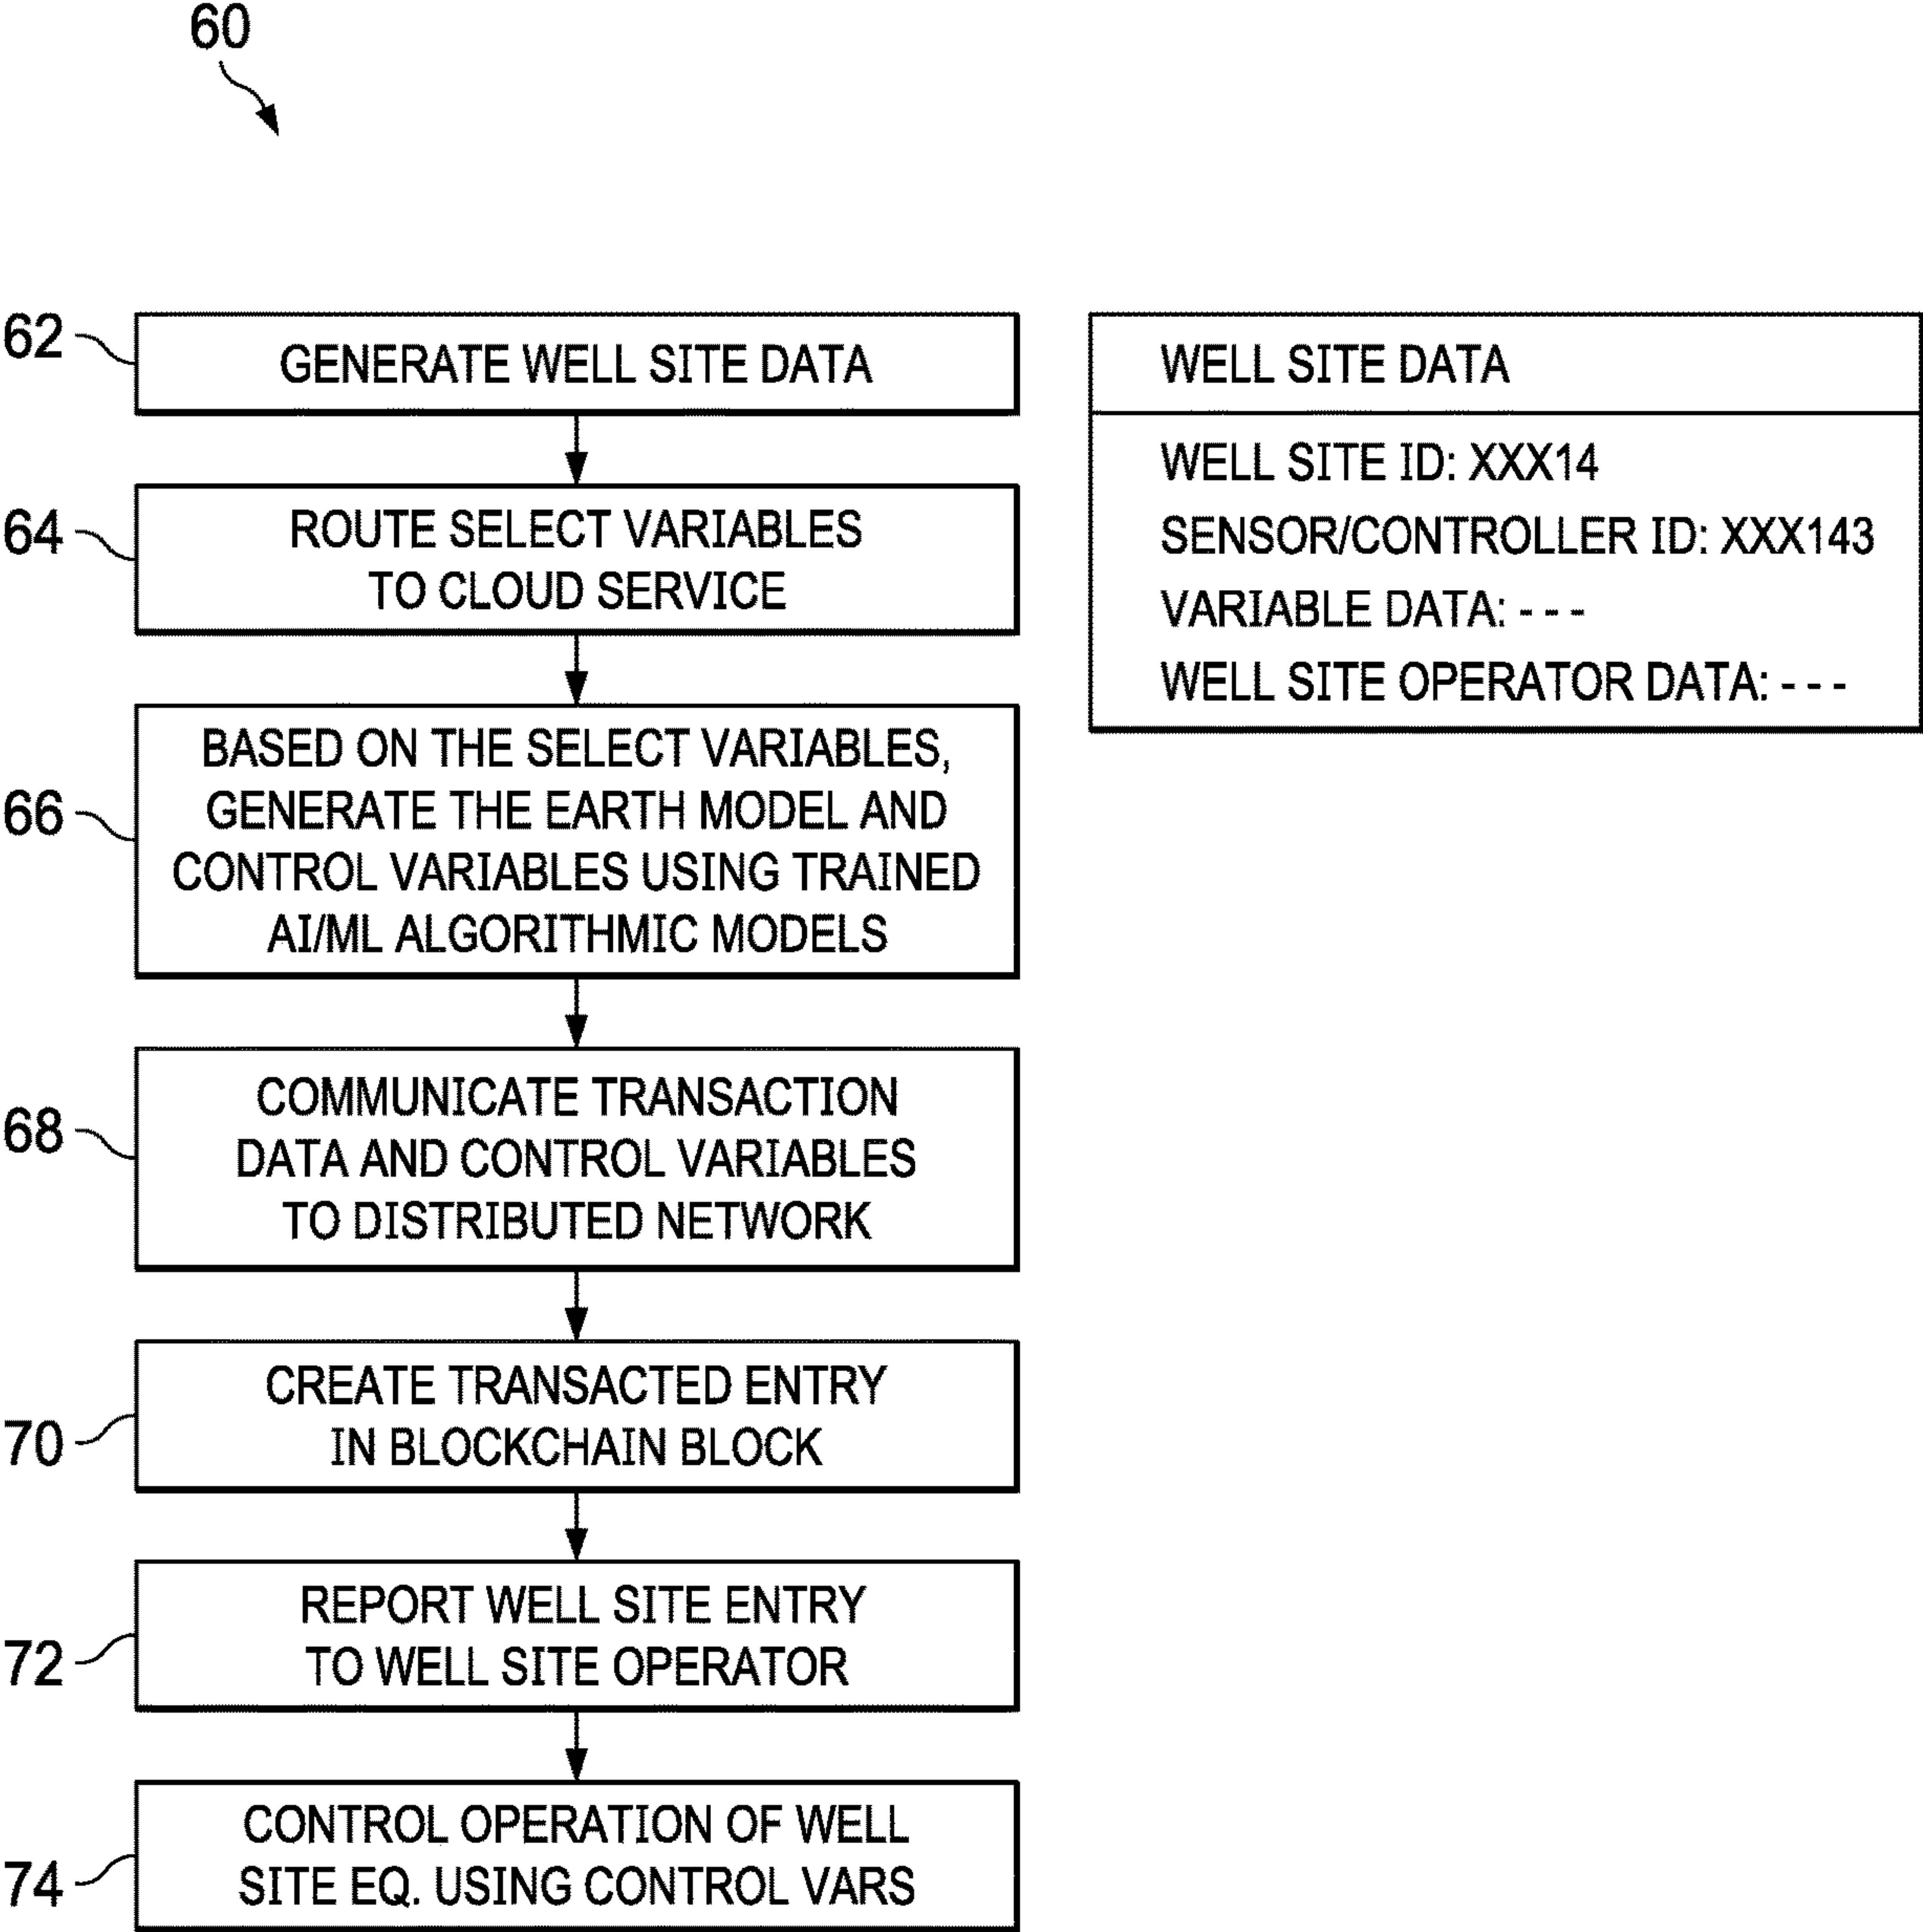 60
62
GENERATE WELL SITE DATA
64
ROUTE SELECT VARIABLES
TO CLOUD SERVICE
66
BASED ON THE SELECT VARIABLES,
GENERATE THE EARTH MODEL AND
CONTROL VARIABLES USING TRAINED
AI/ML ALGORITHMIC MODELS
68
COMMUNICATE TRANSACTION
DATA AND CONTROL VARIABLES
TO DISTRIBUTED NETWORK
70
CREATE TRANSACTED ENTRY
IN BLOCKCHAIN BLOCK
72
REPORT WELL SITE ENTRY
TO WELL SITE OPERATOR
74
CONTROL OPERATION OF WELL
SITE EQ. USING CONTROL VARS
WELL SITE DATA
WELL SITE ID: XXX14
SENSOR/CONTROLLER ID: XXX143
VARIABLE DATA: - - -
WELL SITE OPERATOR DATA: - - -